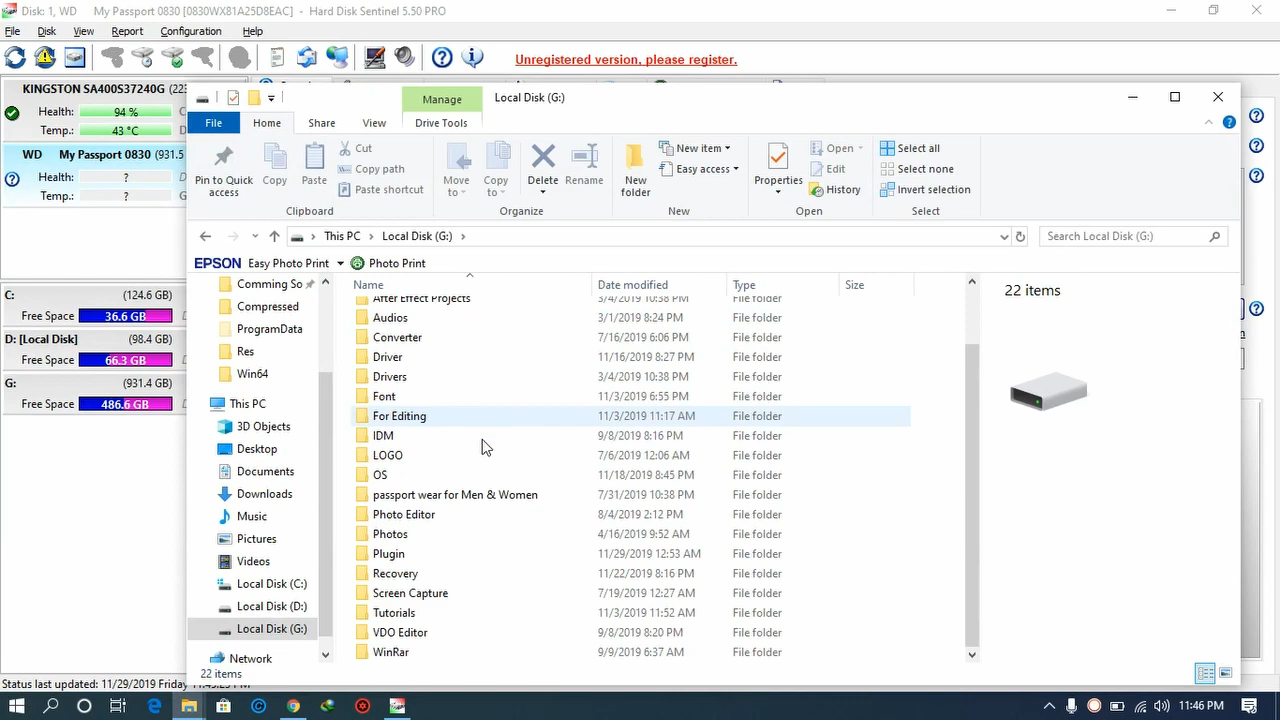 Disk: 1, WD My Passport 0830 [0830WX81A25D8EAC] - Hard Disk Sentinel 5.50 PRO
File Disk View Report Configuration Help
Unregistered version, please register.
KINGSTON SA400S37240G (223
Health: 94 %
Temp.: 43 °C
WD My Passport 0830 (931.5
Health: ?
Temp.: ?
C: (124.6 GB)
Free Space 36.6 GB
D: [Local Disk] (98.4 GB)
Free Space 66.3 GB
G: (931.4 GB)
Free Space 486.6 GB
Manage Local Disk (G:)
File Home Share View Drive Tools
Pin to Quick access
Copy
Paste
Cut
Copy path
Paste shortcut
Clipboard
Move to
Copy to
Delete
Rename
Organize
New folder
New item
Easy access
New
Properties
Open
Edit
History
Open
Select all
Select none
Invert selection
Select
This PC Local Disk (G:)
Search Local Disk (G:)
EPSON Easy Photo Print Photo Print
Comming So
Compressed
ProgramData
Res
Win64
This PC
3D Objects
Desktop
Documents
Downloads
Music
Pictures
Videos
Local Disk (C:)
Local Disk (D:)
Local Disk (G:)
Network
Name Date modified Type Size
After Effect Projects 3/4/2019 10:38 PM File folder
Audios 3/1/2019 8:24 PM File folder
Converter 7/16/2019 6:06 PM File folder
Driver 11/16/2019 8:27 PM File folder
Drivers 3/4/2019 10:38 PM File folder
Font 11/3/2019 6:55 PM File folder
For Editing 11/3/2019 11:17 AM File folder
IDM 9/8/2019 8:16 PM File folder
LOGO 7/6/2019 12:06 AM File folder
OS 11/18/2019 8:45 PM File folder
passport wear for Men & Women 7/31/2019 10:38 PM File folder
Photo Editor 8/4/2019 2:12 PM File folder
Photos 4/16/2019 9:52 AM File folder
Plugin 11/29/2019 12:53 AM File folder
Recovery 11/22/2019 8:16 PM File folder
Screen Capture 7/19/2019 12:27 AM File folder
Tutorials 11/3/2019 11:52 AM File folder
VDO Editor 9/8/2019 8:20 PM File folder
WinRar 9/9/2019 6:37 AM File folder
22 items
22 items
Status last updated: 11/29/2019 Friday
11:46 PM